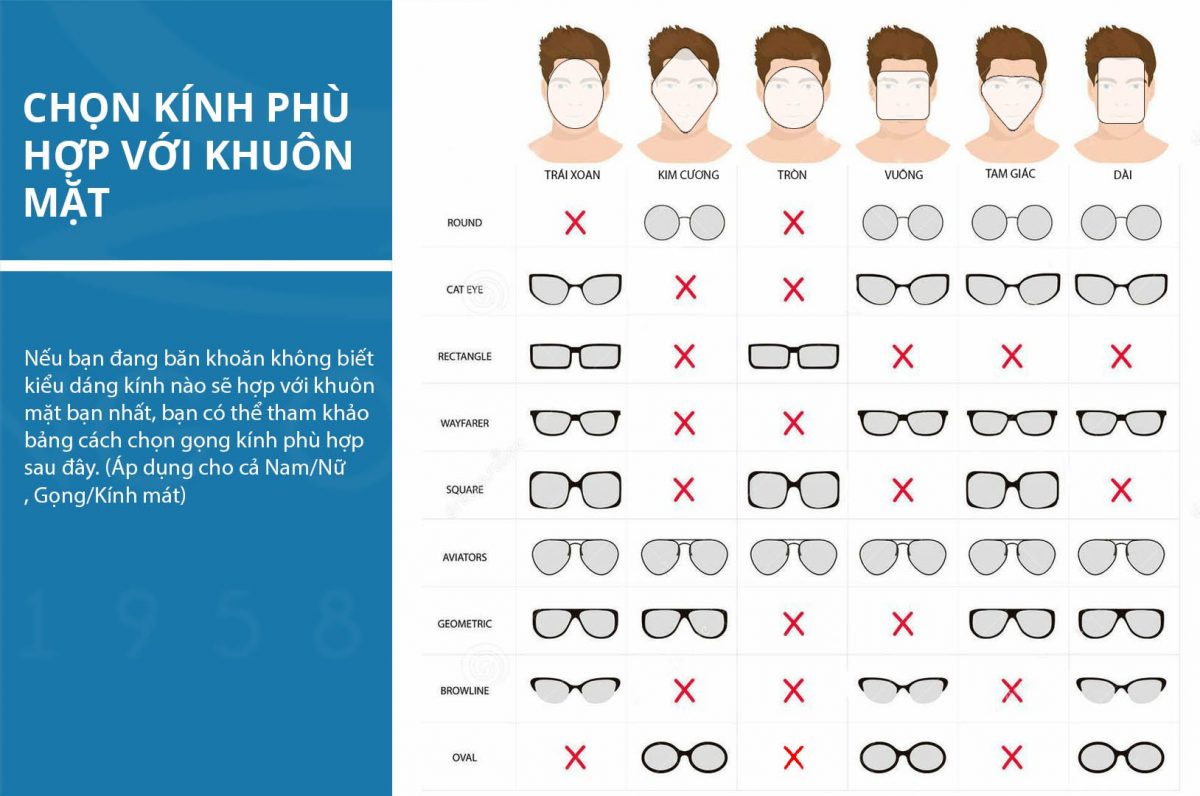 CHỌN KÍNH PHÙ
HỢP VỚI KHUÔN
MẶT
Nếu bạn đang băn khoăn không biết
kiểu dáng kính nào sẽ hợp với khuôn
mặt bạn nhất, bạn có thể tham khảo
bảng cách chọn gọng kính phù hợp
sau đây. (Áp dụng cho cả Nam/Nữ
, Gọng/Kính mát)
1958
TRÁI XOAN KIM CƯƠNG TRÒN VUÔNG TAM GIÁC DÀI
ROUND
CAT EYE
RECTANGLE
WAYFARER
SQUARE
AVIATORS
GEOMETRIC
BROWLINE
OVAL